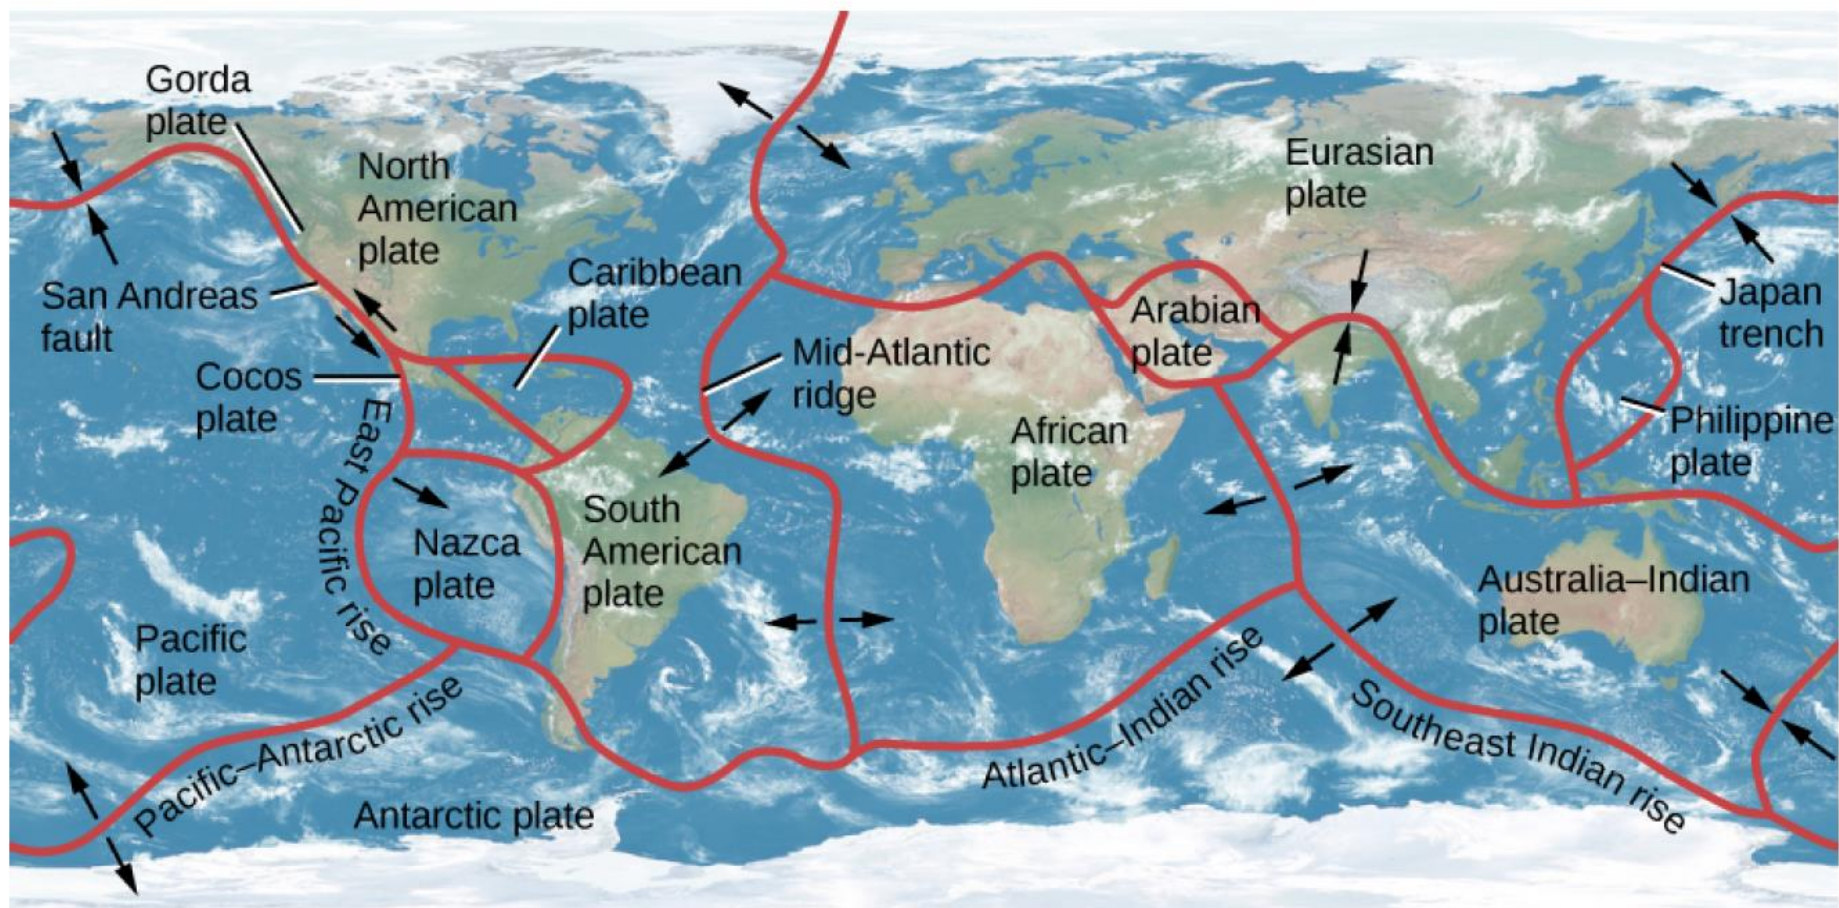 Gorda
plate
North
American
plate
San Andreas
fault
Caribbean
plate
Cocos
plate
East Pacific rise
Mid-Atlantic
ridge
Eurasian
plate
Arabian
plate
Japan
trench
Philippine
plate
African
plate
South
American
plate
Nazca
plate
Pacific
plate
Australia–Indian
plate
Pacific–Antarctic rise
Atlantic–Indian rise
Southeast Indian rise
Antarctic plate